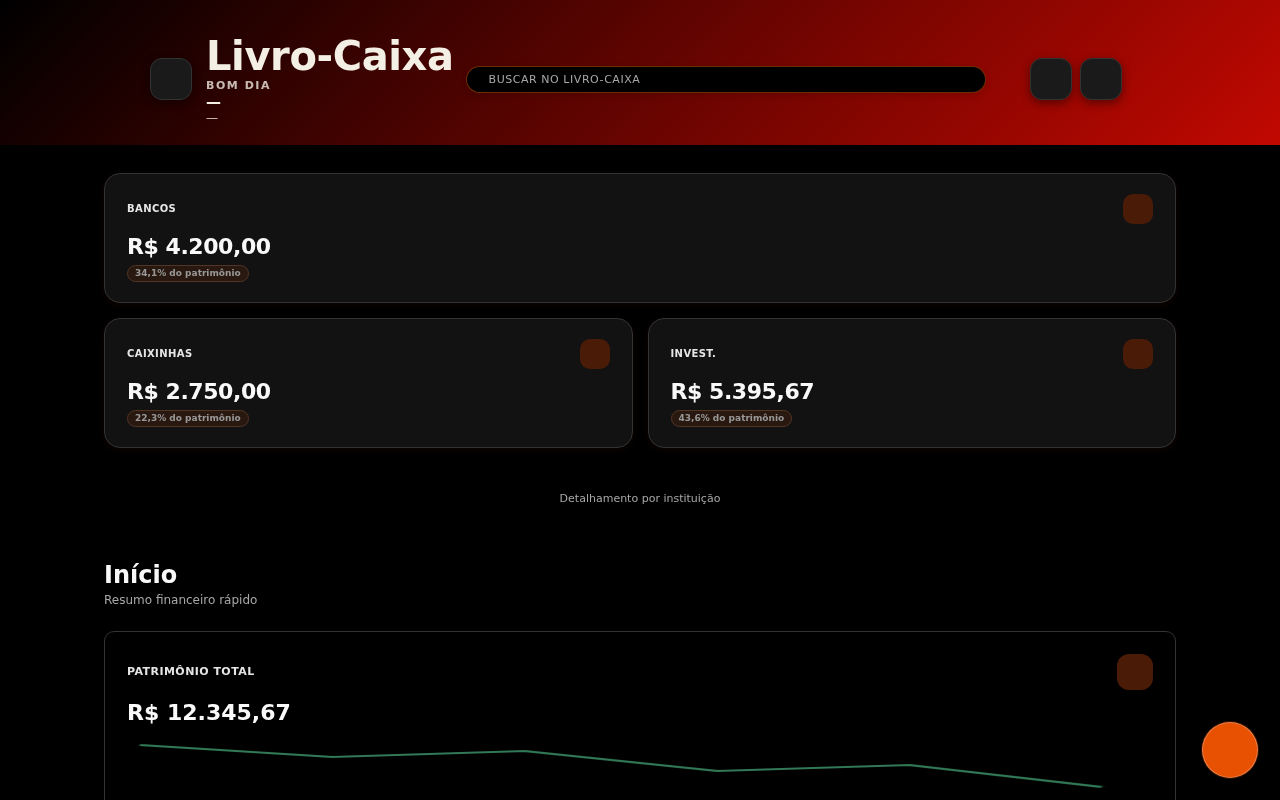 Livro-Caixa
BOM DIA
—
—
BUSCAR NO LIVRO-CAIXA
BANCOS
R$ 4.200,00
34,1% do patrimônio
CAIXINHAS
R$ 2.750,00
22,3% do patrimônio
INVEST.
R$ 5.395,67
43,6% do patrimônio
Detalhamento por instituição
Início
Resumo financeiro rápido
PATRIMÔNIO TOTAL
R$ 12.345,67